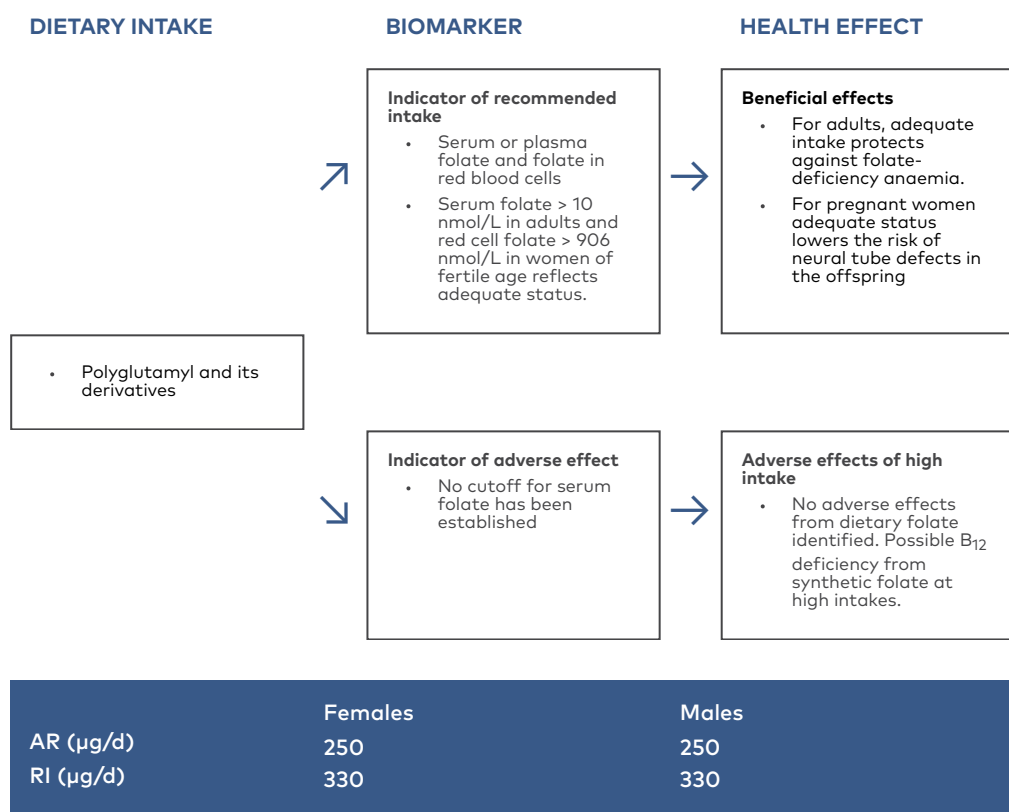 DIETARY INTAKE
BIOMARKER
HEALTH EFFECT
Indicator of recommended
intake
• Serum or plasma
folate and folate in
red blood cells
• Serum folate > 10
nmol/L in adults and
red cell folate > 906
nmol/L in women of
fertile age reflects
adequate status.
Beneficial effects
• For adults, adequate
intake protects
against folate-
deficiency anaemia.
• For pregnant women
adequate status
lowers the risk of
neural tube defects in
the offspring
• Polyglutamyl and its
derivatives
Indicator of adverse effect
• No cutoff for serum
folate has been
established
Adverse effects of high
intake
• No adverse effects
from dietary folate
identified. Possible B12
deficiency from
synthetic folate at
high intakes.
Females Males
AR (µg/d) 250 250
RI (µg/d) 330 330